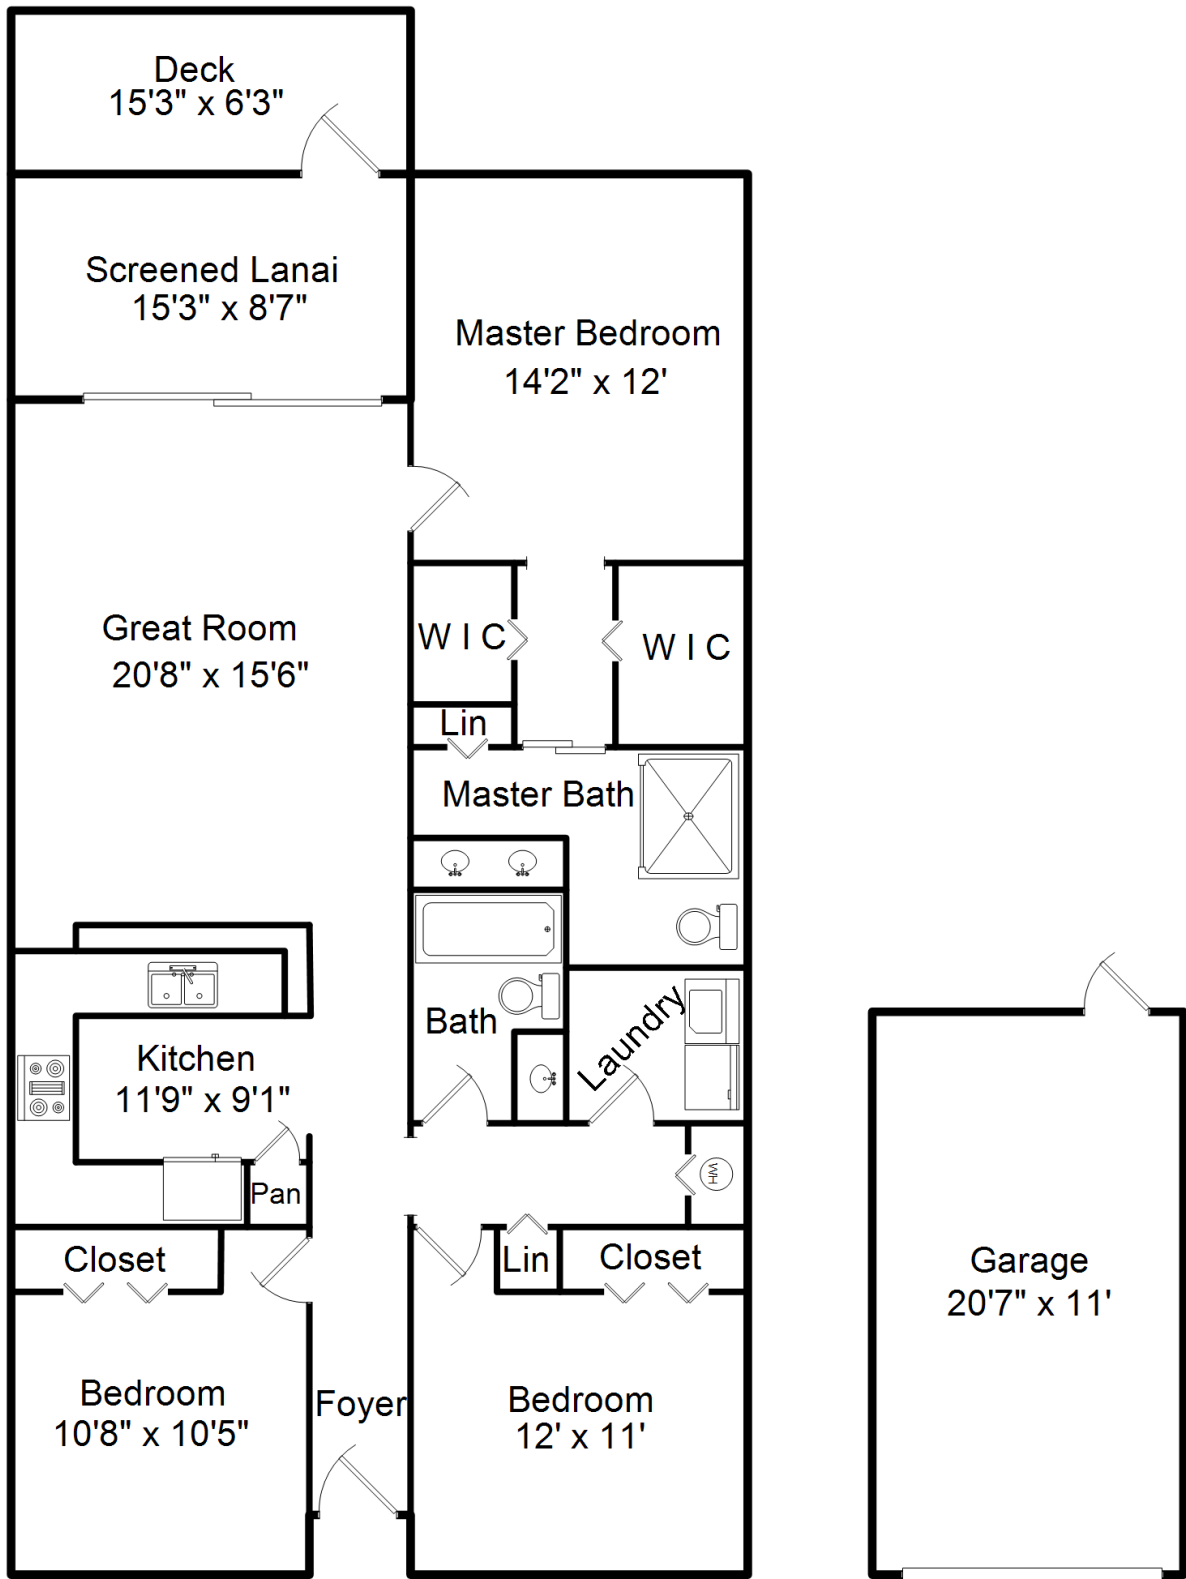 Deck
15'3" x 6'3"
Screened Lanai
15'3" x 8'7"
Master Bedroom
14'2" x 12'
Great Room
20'8" x 15'6"
W I C
W I C
Lin
Master Bath
Bath
Laundry
Kitchen
11'9" x 9'1"
Pan
WH
Closet
Lin
Closet
Bedroom
10'8" x 10'5"
Foyer
Bedroom
12' x 11'
Garage
20'7" x 11'